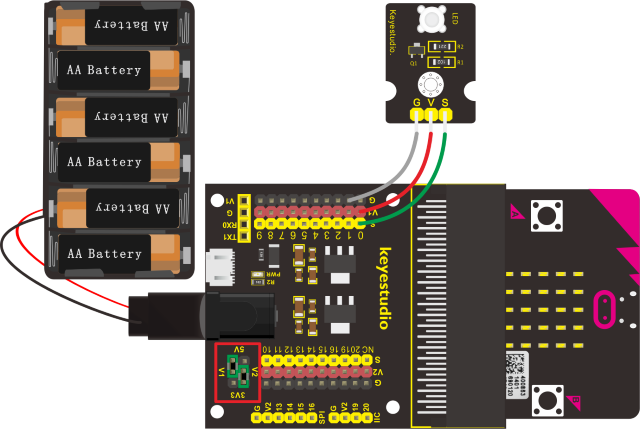 AA Battery
AA Battery
AA Battery
AA Battery
AA Battery
AA Battery
Keyestudio.
LED
R2
221
R3
102
Q1
G V S
V1
G
RX0
TX1
G
V1
S
9 8 7 6 5 4 3 2 1 0
PWR
R2
keyestudio
5V
V1
V2
3V3
10 11 12 13 14 15 16 19 20 NC
S
V2
G
G V2 13 14 15 16 SPI
G V2 19 20 IIC
A
B